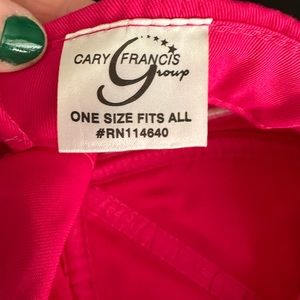 CARY FRANCIS
Group
ONE SIZE FITS ALL
#RN114640